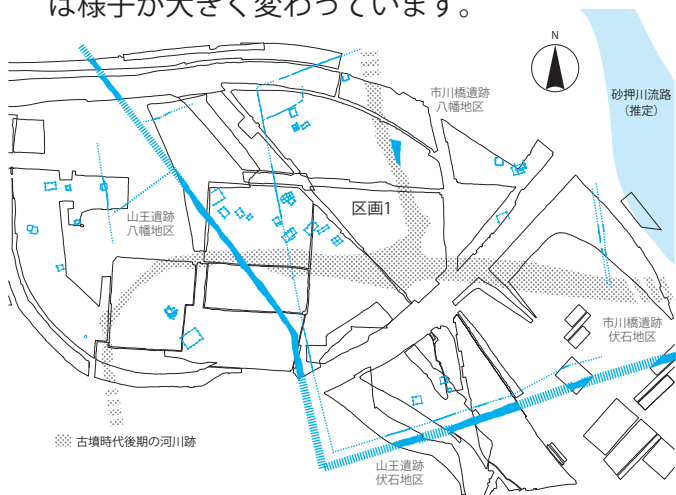 は様子が大きく変わっています。
N
市川橋遺跡
八幡地区
砂押川流路
（推定）
山王遺跡
八幡地区
区画1
市川橋遺跡
伏石地区
古墳時代後期の河川跡
山王遺跡
伏石地区